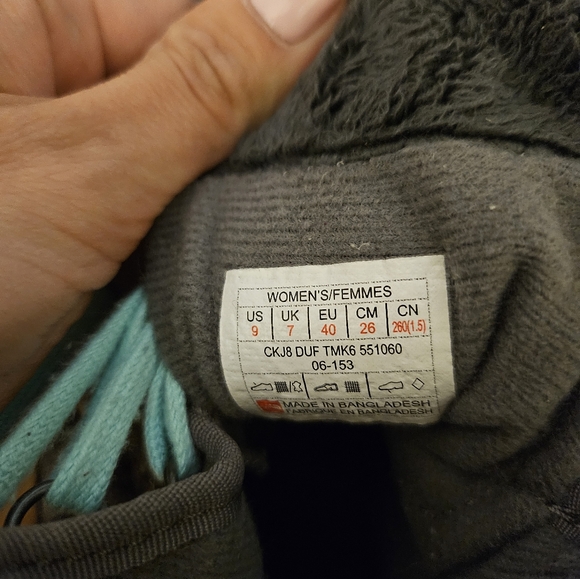 WOMEN'S/FEMMES
US UK EU CM CN
9 7 40 26 260(1.5)
CKJ8 DUF TMK6 551060
06-153
MADE IN BANGLADESH
FABRIQUE EN BANGLADESH